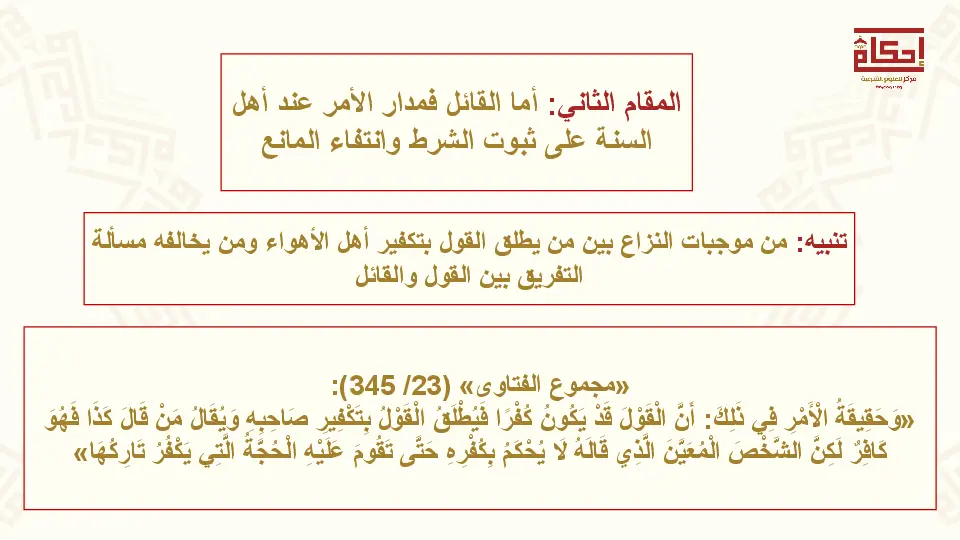 إحكام
مركز للعلوم الشرعية
المقام الثاني: أما القائل فمدار الأمر عند أهل
السنة على ثبوت الشرط وانتفاء المانع
تنبيه: من موجبات النزاع بين من يطلق القول بتكفير أهل الأهواء ومن يخالفه مسألة
التفريق بين القول والقائل
«مجموع الفتاوى» (23/ 345):
«وَحَقِيقَةُ الْأَمْرِ فِي ذَلِكَ: أَنَّ الْقَوْلَ قَدْ يَكُونُ كُفْرًا فَيُطْلَقُ الْقَوْلُ بِتَكْفِيرِ صَاحِبِهِ وَيُقَالُ مَنْ قَالَ كَذَا فَهُوَ
كَافِرٌ لَكِنَّ الشَّخْصَ الْمُعَيَّنَ الَّذِي قَالَهُ لَا يُحْكَمُ بِكُفْرِهِ حَتَّى تَقُومَ عَلَيْهِ الْحُجَّةُ الَّتِي يَكْفُرُ تَارِكُهَا»